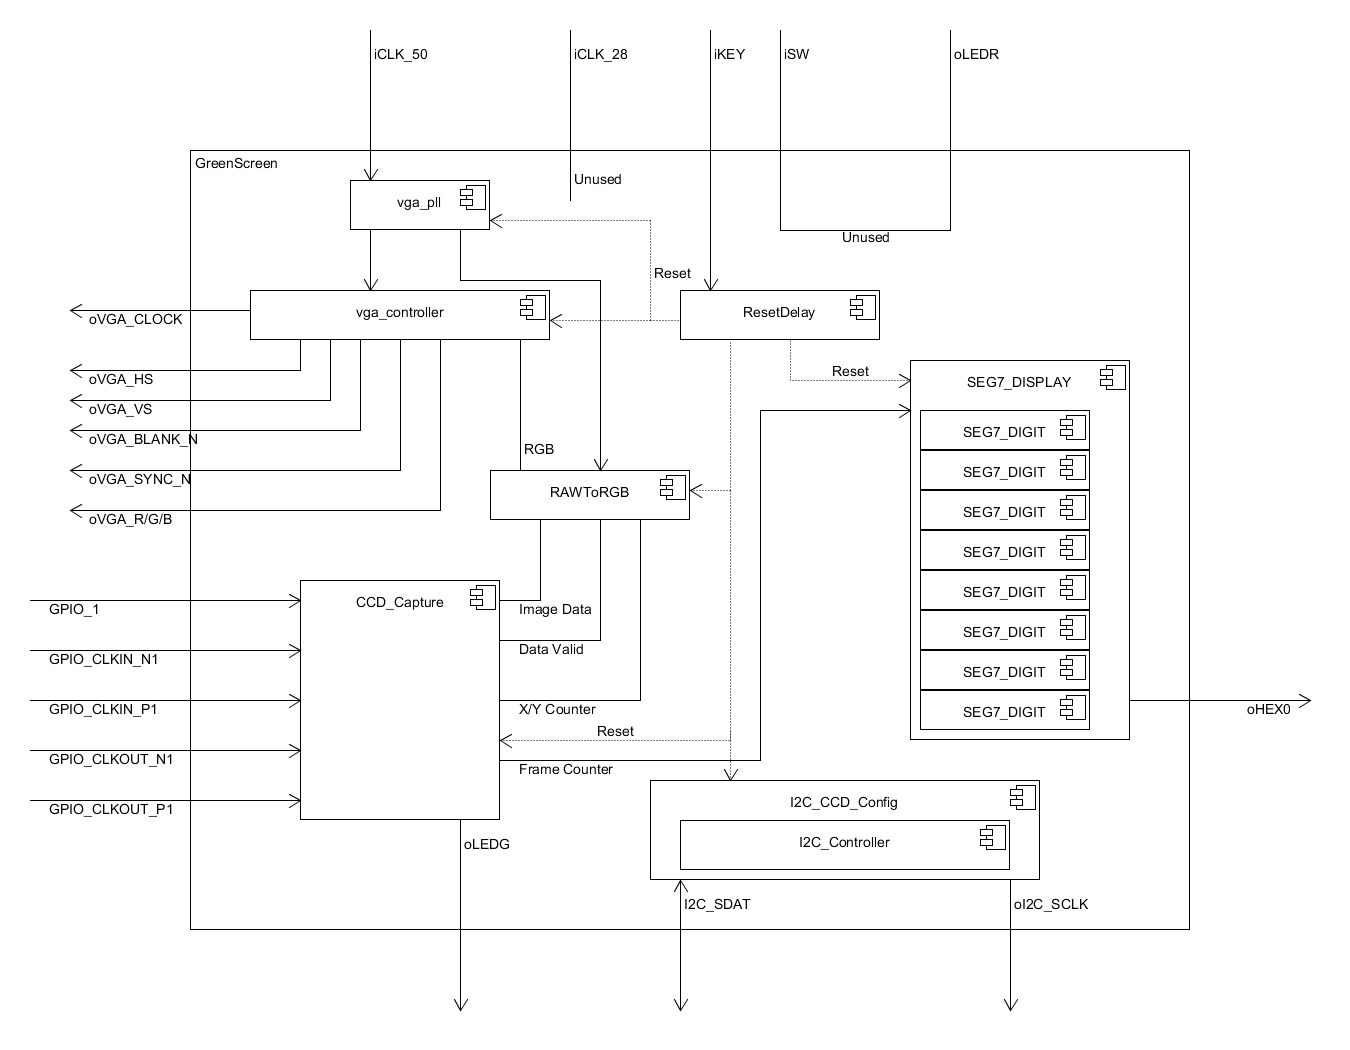 iCLK_50
iCLK_28
iKEY
iSW
oLEDR
GreenScreen
Unused
vga_pll
Unused
Reset
oVGA_CLOCK
vga_controller
ResetDelay
oVGA_HS
Reset
SEG7_DISPLAY
oVGA_VS
oVGA_BLANK_N
SEG7_DIGIT
RGB
oVGA_SYNC_N
SEG7_DIGIT
RAWToRGB
oVGA_R/G/B
SEG7_DIGIT
SEG7_DIGIT
SEG7_DIGIT
GPIO_1
CCD_Capture
Image Data
SEG7_DIGIT
GPIO_CLKIN_N1
Data Valid
SEG7_DIGIT
GPIO_CLKIN_P1
X/Y Counter
SEG7_DIGIT
oHEX0
Reset
GPIO_CLKOUT_N1
Frame Counter
GPIO_CLKOUT_P1
I2C_CCD_Config
oLEDG
I2C_Controller
I2C_SDAT
oI2C_SCLK